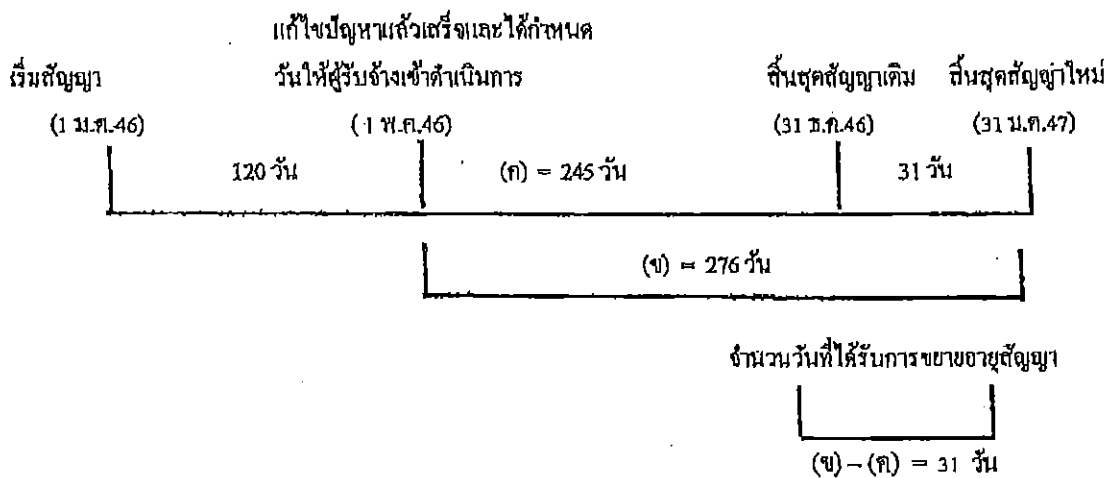 แก้ไขปัญหาแล้วเสร็จและได้กำหนด
เริ่มสัญญา วันให้ผู้รับจ้างเข้าดำเนินการ สิ้นสุดสัญญาเดิม สิ้นสุดสัญญาใหม่
(1 ม.ค.46) (1 พ.ค.46) (31 ธ.ค.46) (31 ม.ค.47)
120 วัน (ค) = 245 วัน 31 วัน
(ข) = 276 วัน
จำนวนวันที่ได้รับการขยายอายุสัญญา
(ข) – (ค) = 31 วัน